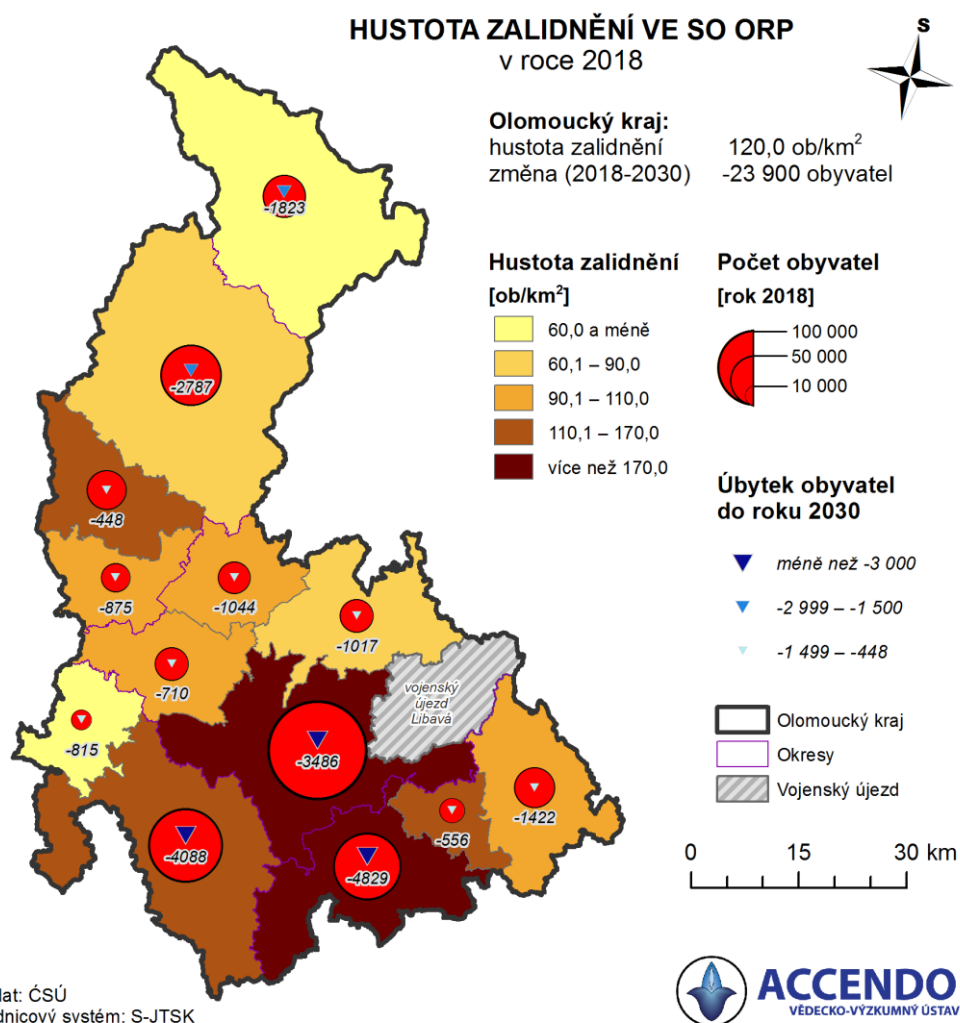 HUSTOTA ZALIDNĚNÍ VE SO ORP
v roce 2018
S
Olomoucký kraj:
hustota zalidnění 120,0 ob/km²
změna (2018-2030) -23 900 obyvatel
Hustota zalidnění
[ob/km²]
60,0 a méně
60,1 – 90,0
90,1 – 110,0
110,1 – 170,0
více než 170,0
Počet obyvatel
[rok 2018]
100 000
50 000
10 000
Úbytek obyvatel
do roku 2030
méně než -3 000
-2 999 – -1 500
-1 499 – -448
Olomoucký kraj
Okresy
Vojenský újezd
0 15 30 km
-1823
-2787
-448
-875
-1044
-1017
-710
vojenský
újezd
Libavá
-815
-3486
-1422
-556
-4088
-4829
lat: ČSÚ
dnicový systém: S-JTSK
ACCENDO
VĚDECKO-VÝZKUMNÝ ÚSTAV